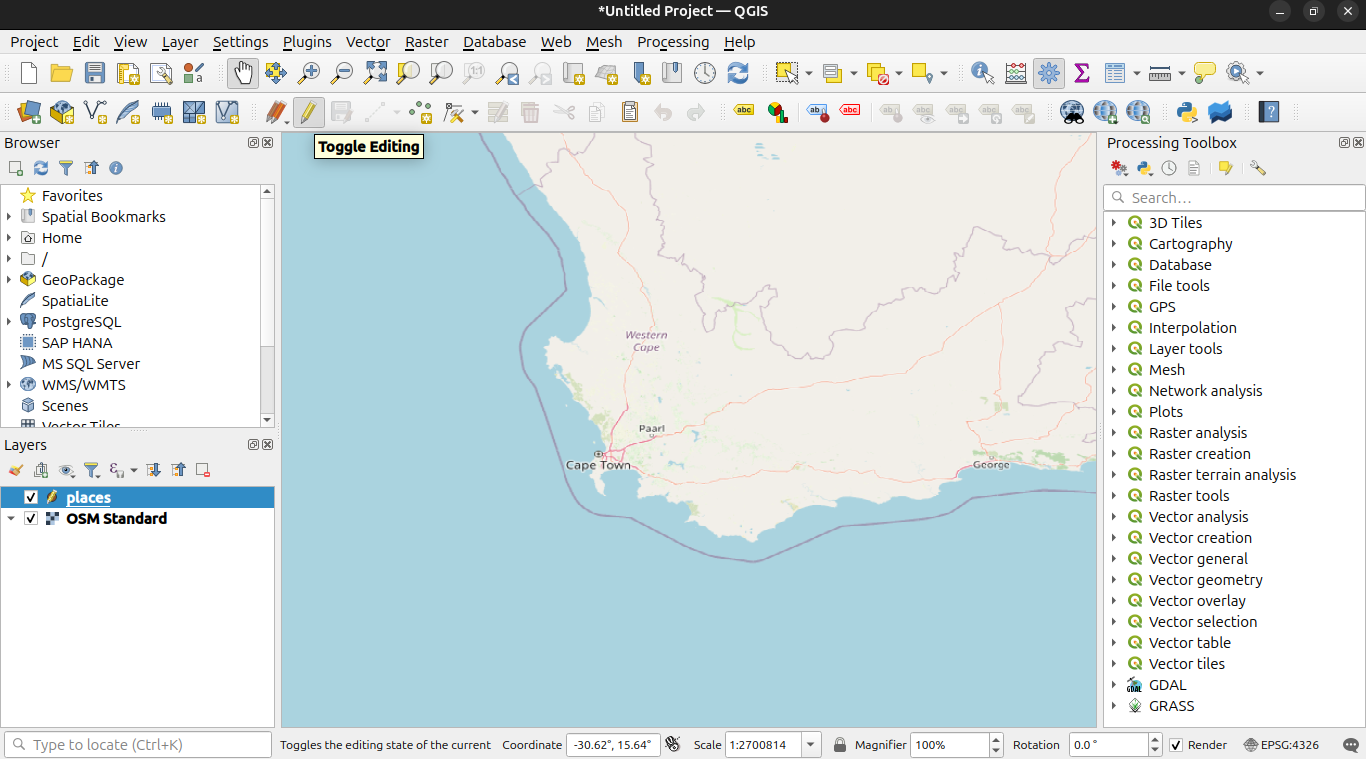 *Untitled Project — QGIS
Project Edit View Layer Settings Plugins Vector Raster Database Web Mesh Processing Help
Toggle Editing
Browser
Favorites
Spatial Bookmarks
Home
/
GeoPackage
SpatiaLite
PostgreSQL
SAP HANA
MS SQL Server
WMS/WMTS
Scenes
Vector Tiles
Layers
places
OSM Standard
Western
Cape
Paarl
Cape Town
George
Processing Toolbox
Search…
3D Tiles
Cartography
Database
File tools
GPS
Interpolation
Layer tools
Mesh
Network analysis
Plots
Raster analysis
Raster creation
Raster terrain analysis
Raster tools
Vector analysis
Vector creation
Vector general
Vector geometry
Vector overlay
Vector selection
Vector table
Vector tiles
GDAL
GRASS
Type to locate (Ctrl+K) Toggles the editing state of the current Coordinate -30.62°, 15.64° Scale 1:2700814 Magnifier 100% Rotation 0.0 ° Render EPSG:4326